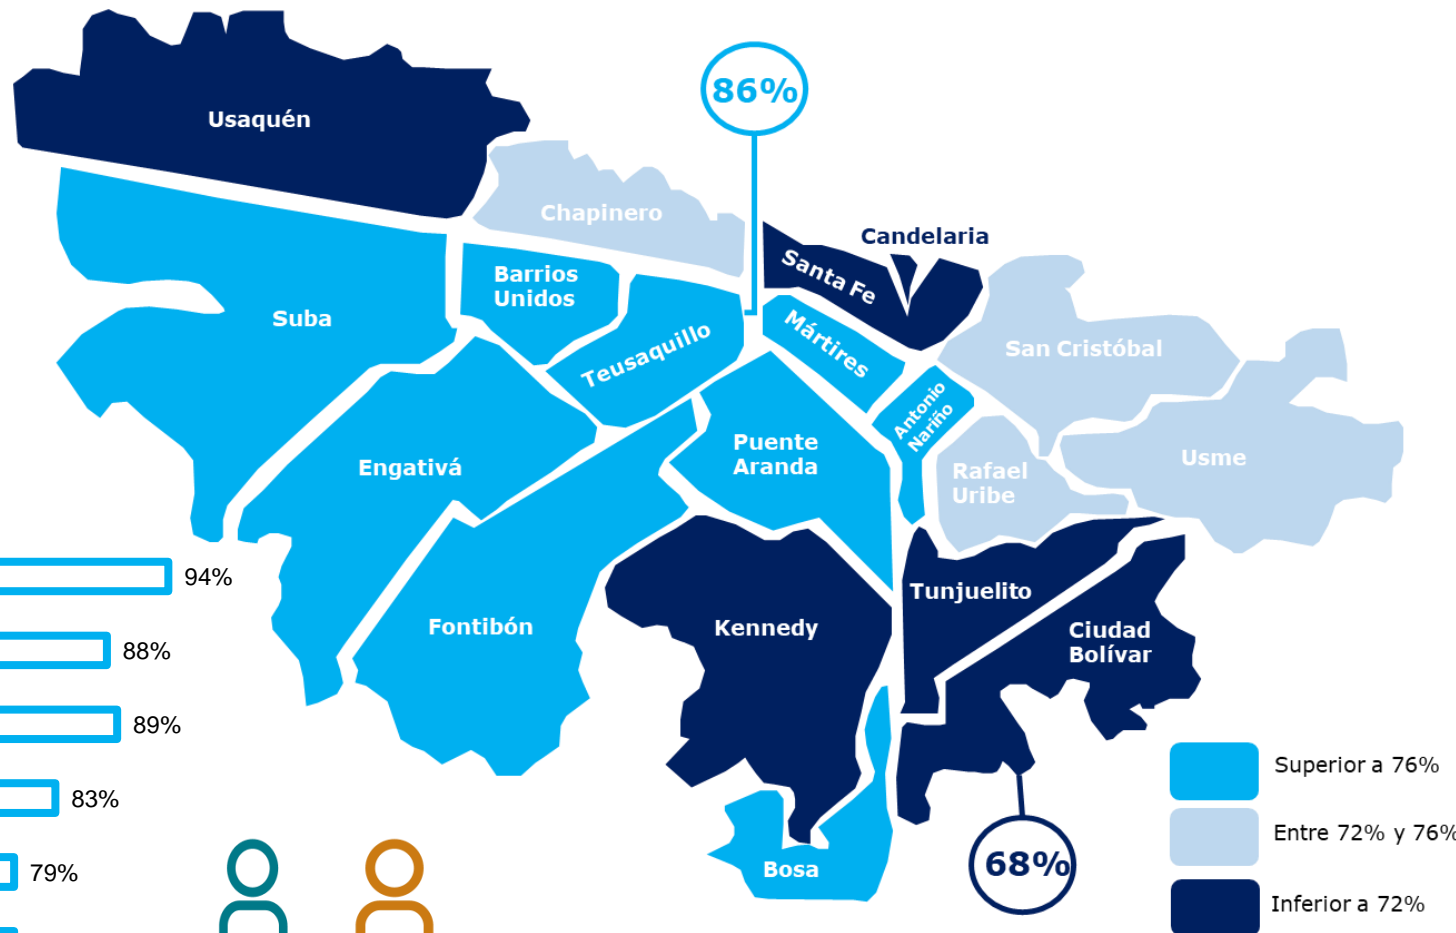 86%
Usaquén
Chapinero
Candelaria
Santa Fe
Barrios
Unidos
Suba
Teusaquillo
Mártires
San Cristóbal
Antonio
Nariño
Puente
Aranda
Engativá
Rafael
Uribe
Usme
94%
Tunjuelito
Fontibón
Kennedy
Ciudad
Bolívar
88%
89%
83%
79%
Bosa
68%
Superior a 76%
Entre 72% y 76%
Inferior a 72%